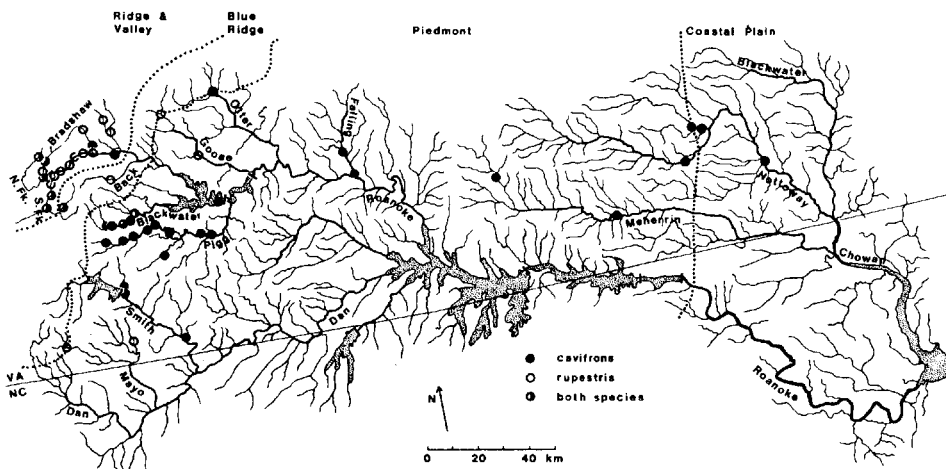 Ridge & Valley
Blue Ridge
Piedmont
Coastal Plain
Blackwater
Bradshaw
Otter
Falling
Goose
N.Fk.
S.Fk.
Back
Roanoke
Nottoway
Blackwater
Pigg
Meherrin
Chowan
Smith
Dan
Mayo
VA
NC
Dan
Roanoke
cavifrons
rupestris
both species
N
0 20 40 km